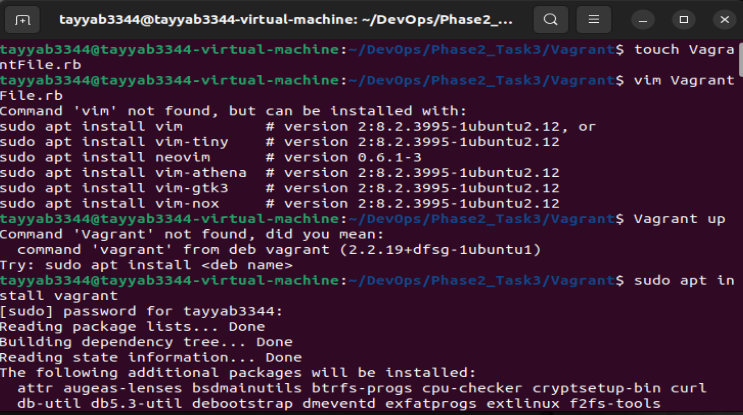 tayyab3344@tayyab3344-virtual-machine: ~/DevOps/Phase2_...
tayyab3344@tayyab3344-virtual-machine:~/DevOps/Phase2_Task3/Vagrant$ touch Vagra
ntFile.rb
tayyab3344@tayyab3344-virtual-machine:~/DevOps/Phase2_Task3/Vagrant$ vim Vagrant
File.rb
Command 'vim' not found, but can be installed with:
sudo apt install vim         # version 2:8.2.3995-1ubuntu2.12, or
sudo apt install vim-tiny    # version 2:8.2.3995-1ubuntu2.12
sudo apt install neovim      # version 0.6.1-3
sudo apt install vim-athena  # version 2:8.2.3995-1ubuntu2.12
sudo apt install vim-gtk3    # version 2:8.2.3995-1ubuntu2.12
sudo apt install vim-nox     # version 2:8.2.3995-1ubuntu2.12
tayyab3344@tayyab3344-virtual-machine:~/DevOps/Phase2_Task3/Vagrant$ Vagrant up
Command 'Vagrant' not found, did you mean:
  command 'vagrant' from deb vagrant (2.2.19+dfsg-1ubuntu1)
Try: sudo apt install <deb name>
tayyab3344@tayyab3344-virtual-machine:~/DevOps/Phase2_Task3/Vagrant$ sudo apt in
stall vagrant
[sudo] password for tayyab3344:
Reading package lists... Done
Building dependency tree... Done
Reading state information... Done
The following additional packages will be installed:
  attr augeas-lenses bsdmainutils btrfs-progs cpu-checker cryptsetup-bin curl
  db-util db5.3-util debootstrap dmeventd exfatprogs extlinux f2fs-tools